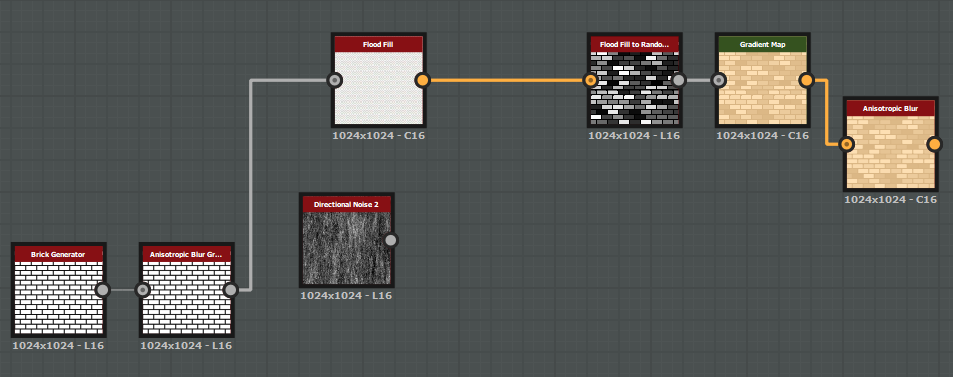 Flood Fill
1024x1024 - C16
Flood Fill to Rando...
1024x1024 - L16
Gradient Map
1024x1024 - C16
Anisotropic Blur
1024x1024 - C16
Directional Noise 2
1024x1024 - L16
Brick Generator
1024x1024 - L16
Anisotropic Blur Gr...
1024x1024 - L16